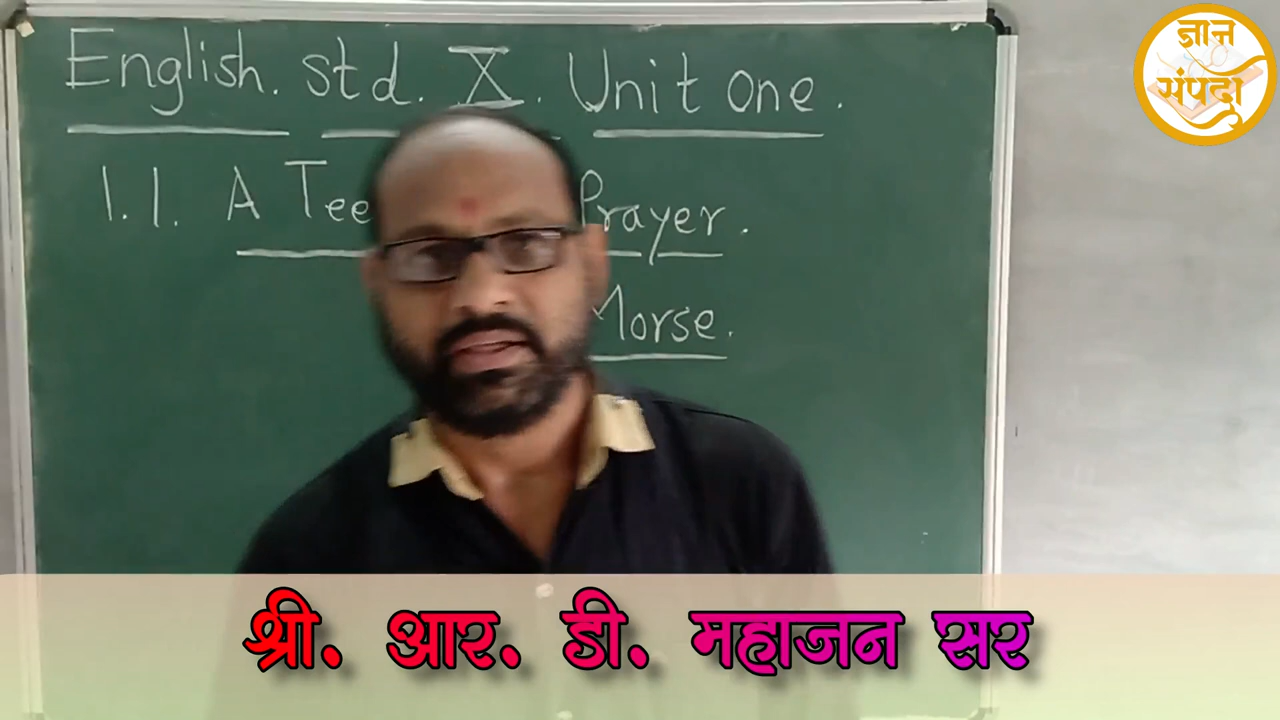 English. Std. X. Unit one.
ज्ञान
संपदा
1.1. A Tee Prayer.
Morse.
श्री. आर. डी. महाजन सर